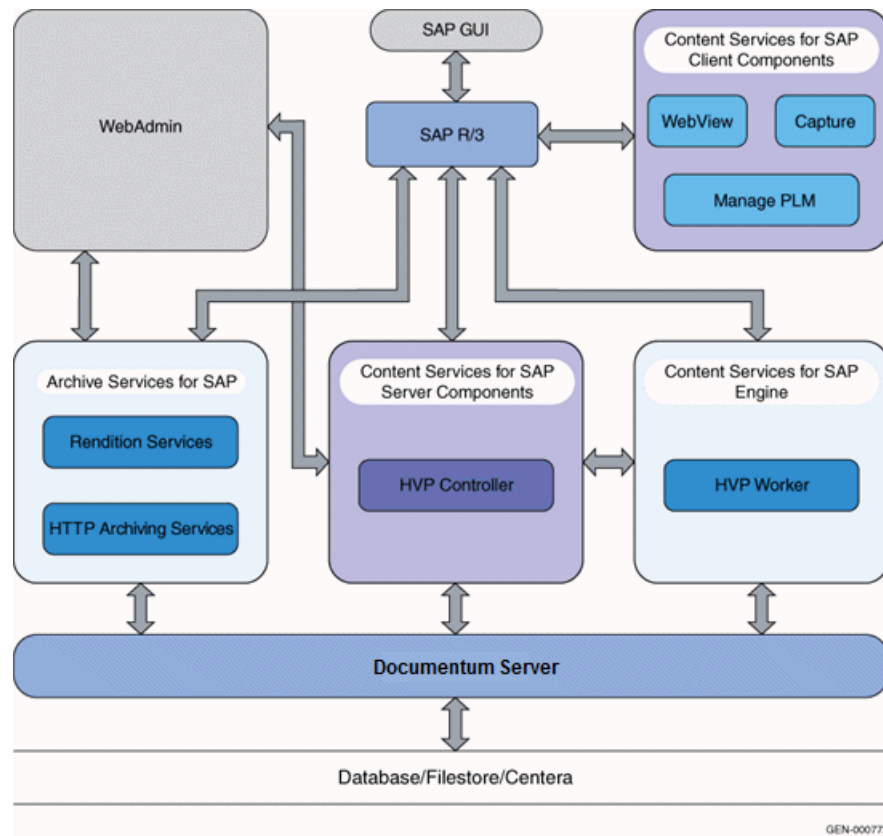 SAP GUI
WebAdmin
SAP R/3
Content Services for SAP
Client Components
WebView
Capture
Manage PLM
Archive Services for SAP
Rendition Services
HTTP Archiving Services
Content Services for SAP
Server Components
HVP Controller
Content Services for SAP
Engine
HVP Worker
Documentum Server
Database/Filestore/Centera
GEN-000077